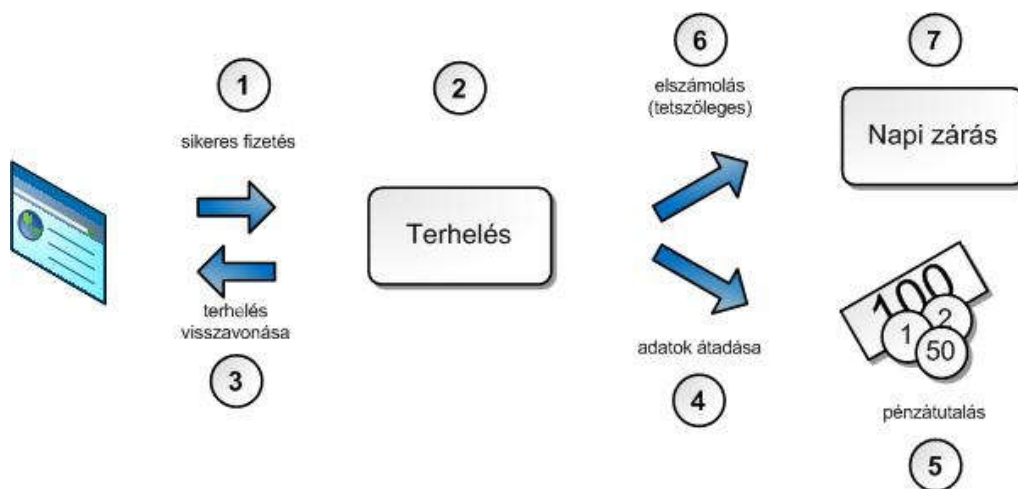 1
sikeres fizetés
2
Terhelés
terhelés
visszavonása
3
6
elszámolás
(tetszőleges)
7
Napi zárás
adatok átadása
4
100
1
2
50
pénzàtutalás
5